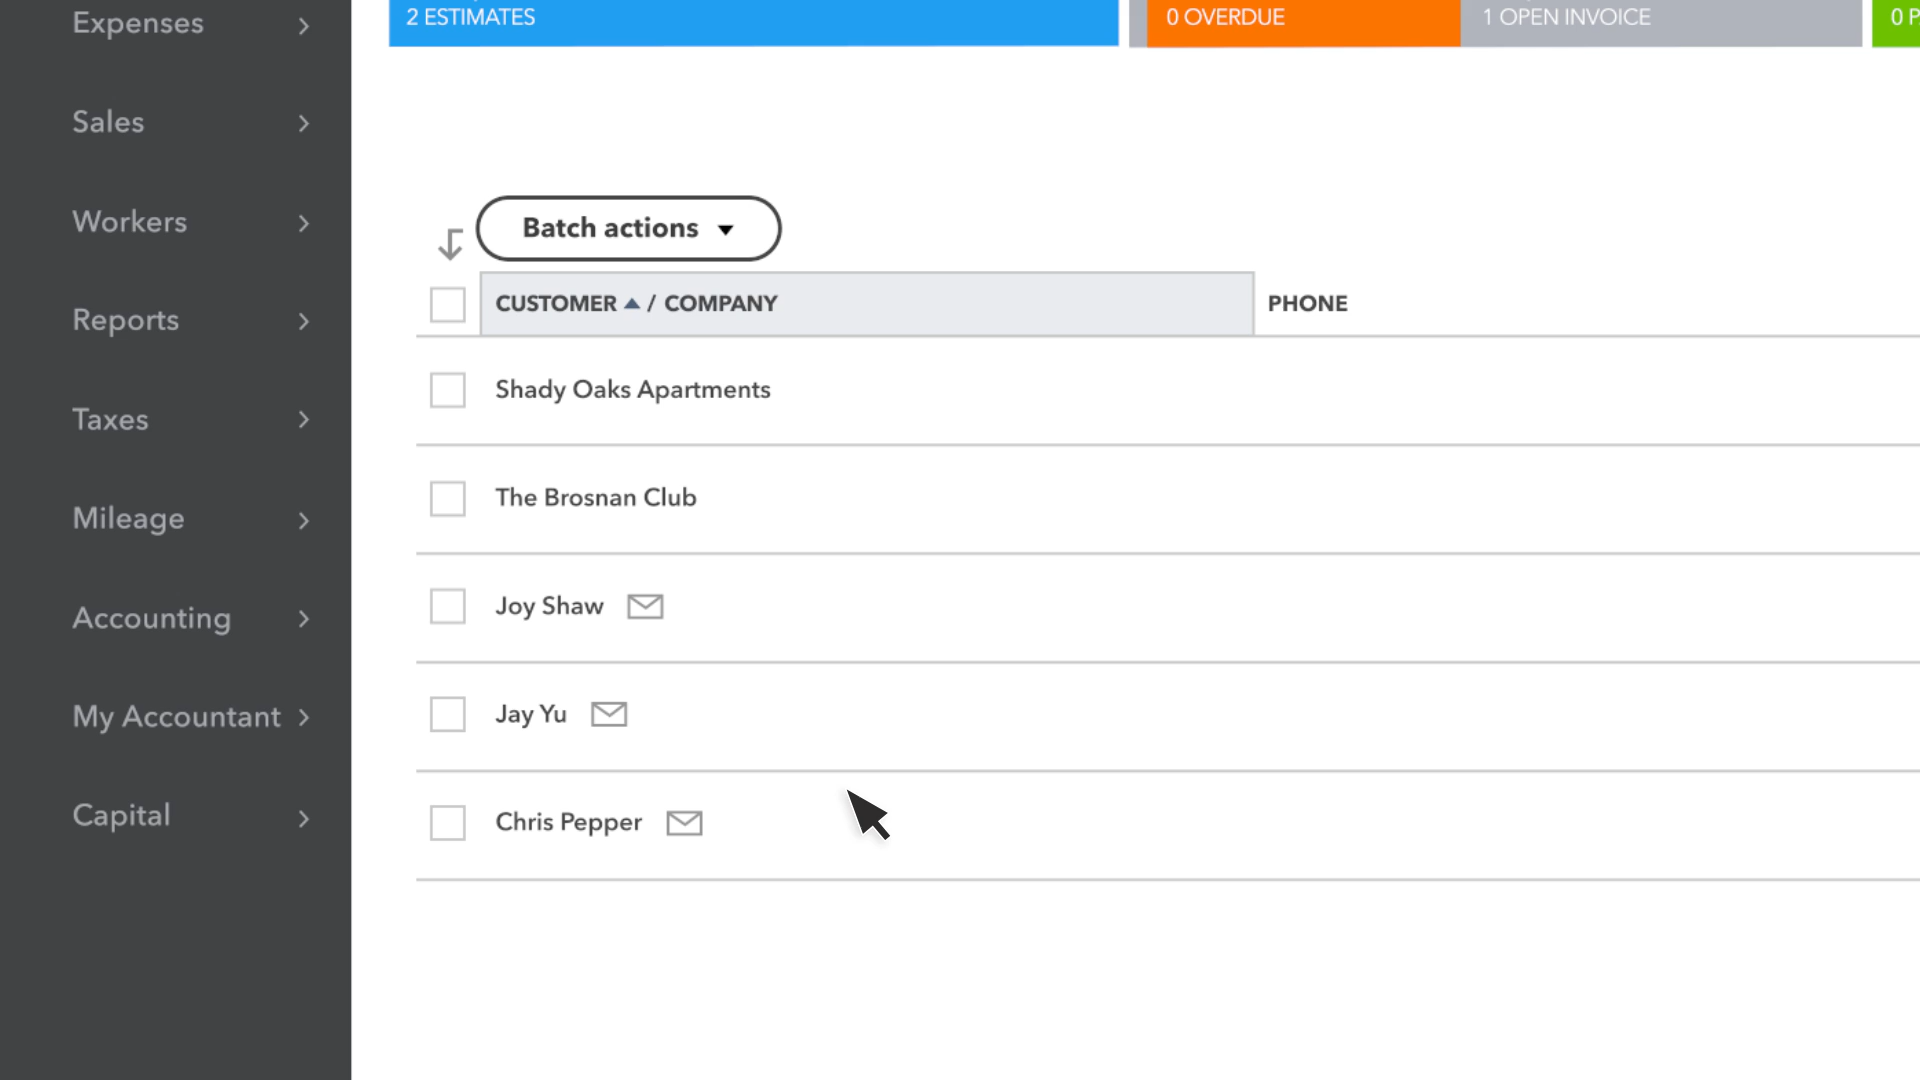 Expenses
Sales
Workers
Reports
Taxes
Mileage
Accounting
My Accountant
Capital
2 ESTIMATES
0 OVERDUE
1 OPEN INVOICE
0
Batch actions
CUSTOMER / COMPANY
PHONE
Shady Oaks Apartments
The Brosnan Club
Joy Shaw
Jay Yu
Chris Pepper